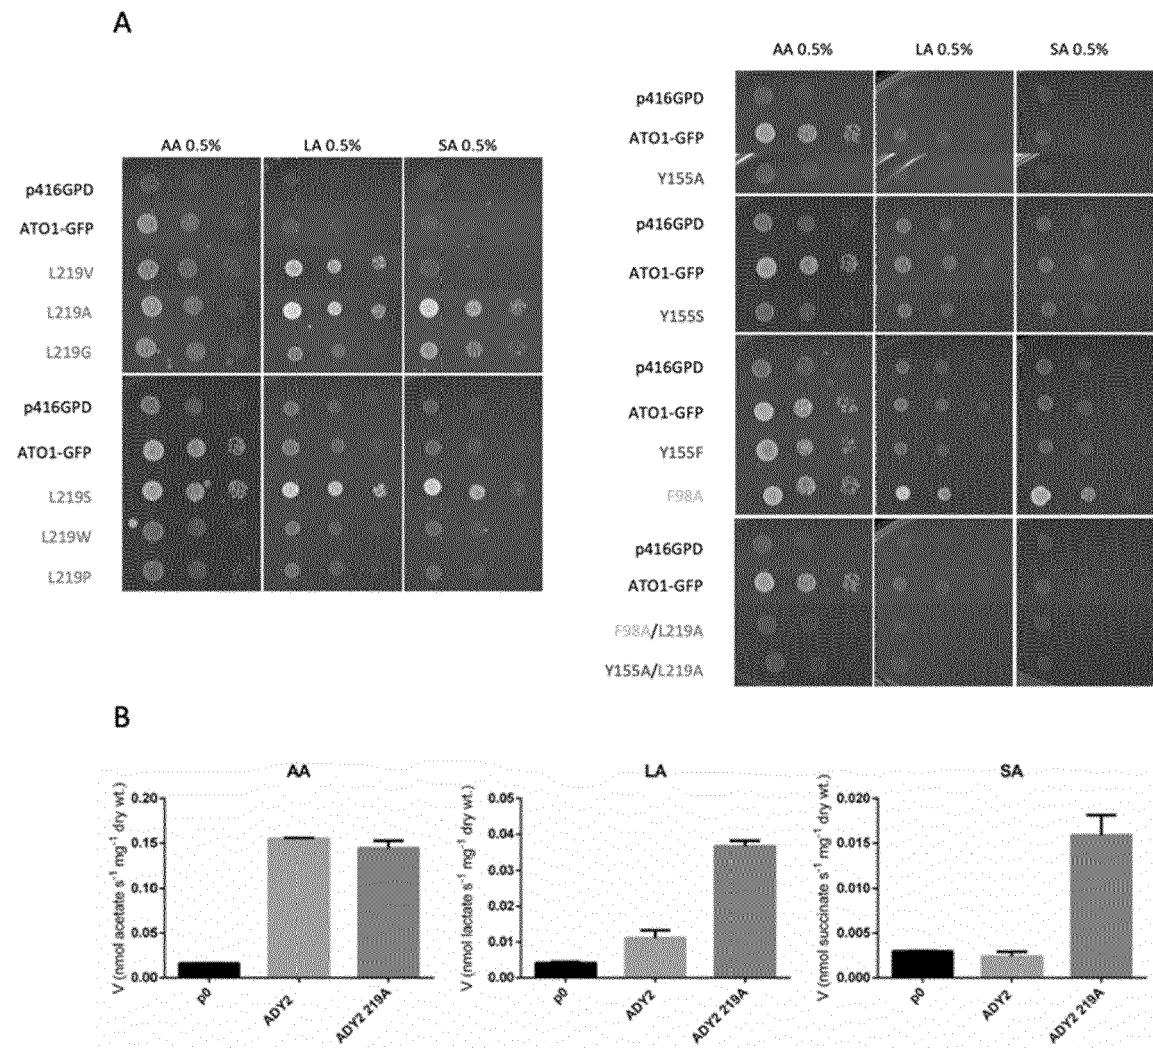 A
AA 0.5% LA 0.5% SA 0.5%
p416GPD
ATO1-GFP
L219V
L219A
L219G
p416GPD
ATO1-GFP
L219S
L219W
L219P
AA 0.5% LA 0.5% SA 0.5%
p416GPD
ATO1-GFP
Y155A
p416GPD
ATO1-GFP
Y155S
p416GPD
ATO1-GFP
Y155F
F98A
p416GPD
ATO1-GFP
F98A/L219A
Y155A/L219A
B
AA
V (nmol acetate s⁻¹ mg⁻¹ dry wt.)
0.20
0.15
0.10
0.05
0.00
p0 ADY2 ADY2 219A
LA
V (nmol lactate s⁻¹ mg⁻¹ dry wt.)
0.05
0.04
0.03
0.02
0.01
0.00
p0 ADY2 ADY2 219A
SA
V (nmol succinate s⁻¹ mg⁻¹ dry wt.)
0.020
0.015
0.010
0.005
0.000
p0 ADY2 ADY2 219A